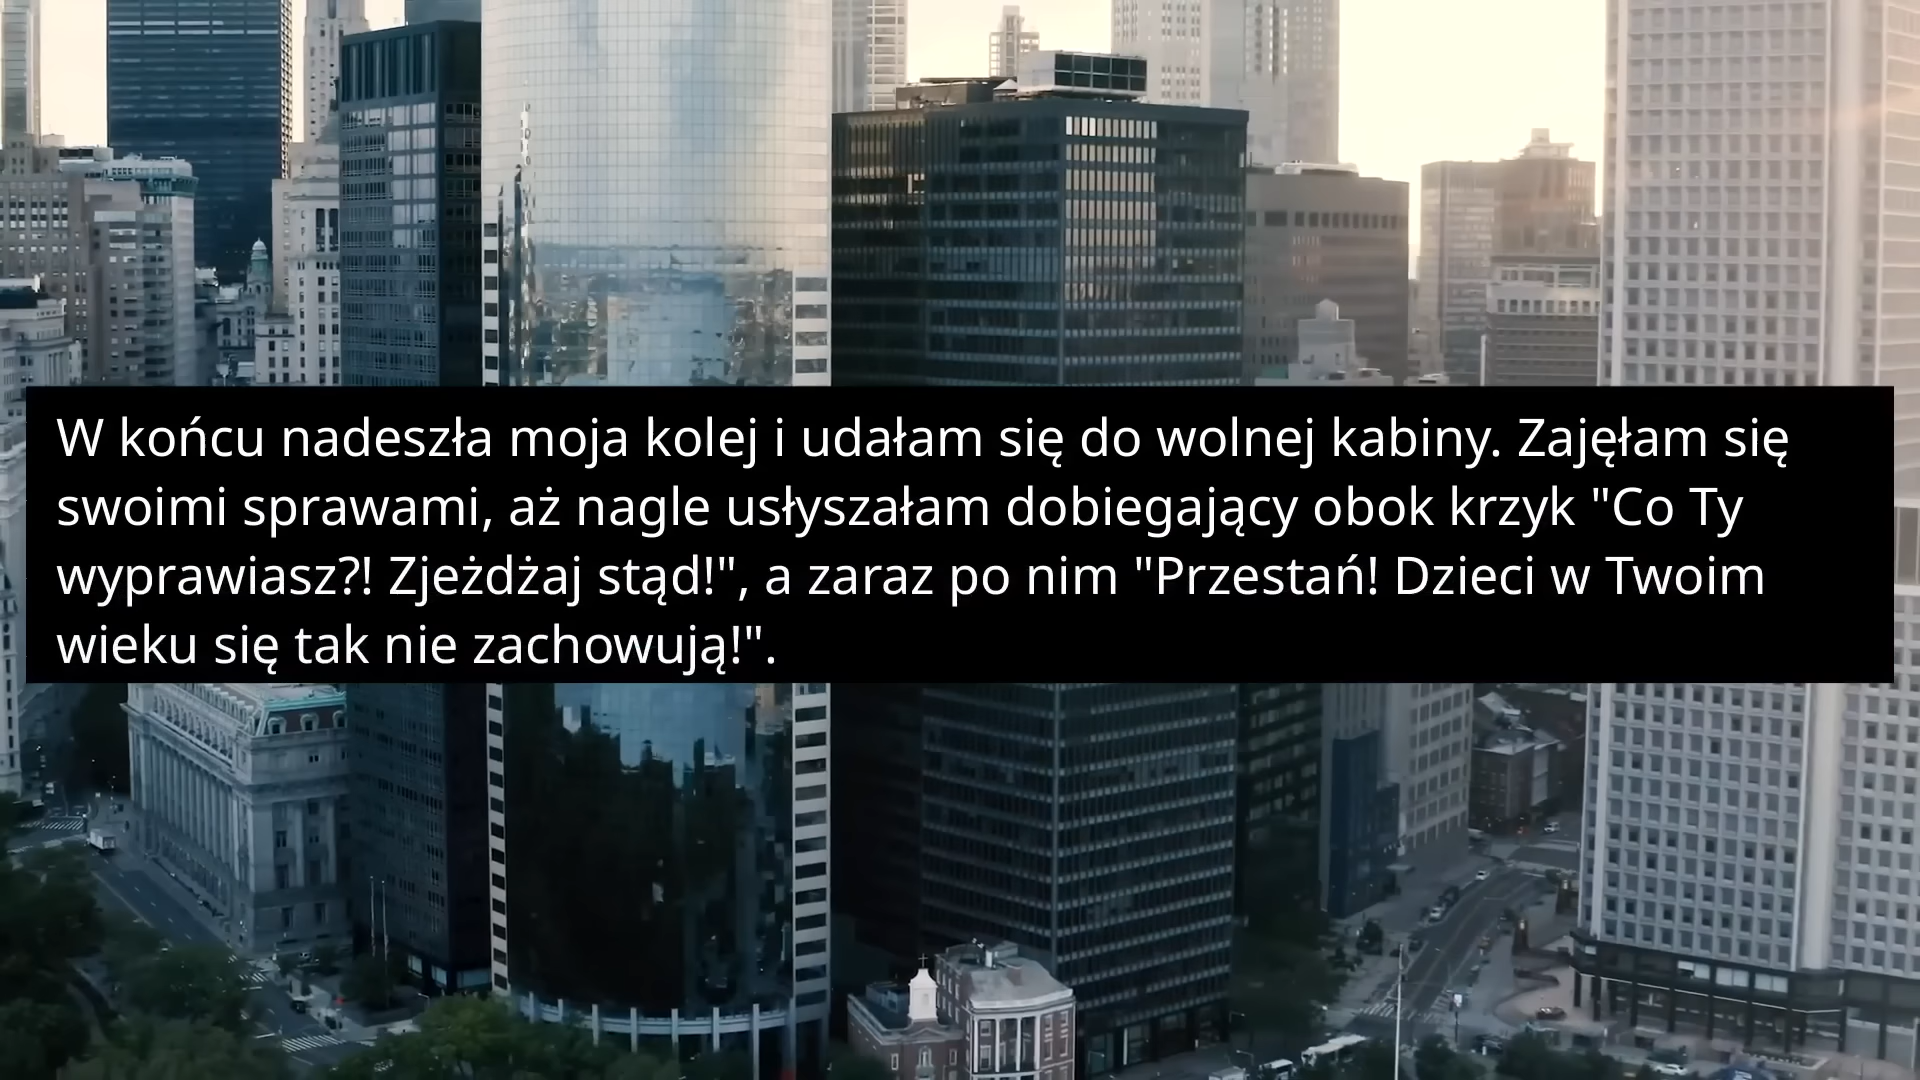 W końcu nadeszła moja kolej i udałam się do wolnej kabiny. Zajęłam się
swoimi sprawami, aż nagle usłyszałam dobiegający obok krzyk "Co Ty
wyprawiasz?! Zjeżdżaj stąd!", a zaraz po nim "Przestań! Dzieci w Twoim
wieku się tak nie zachowują!".